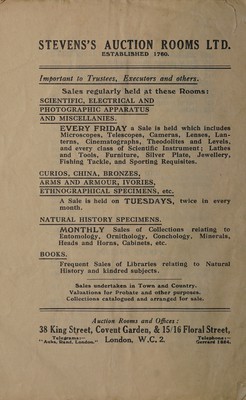 STEVENS'S AUCTION ROOMS LTD.
ESTABLISHED 1760.
Important to Trustees, Executors and others.
Sales regularly held at these Rooms:
SCIENTIFIC, ELECTRICAL AND
PHOTOGRAPHIC APPARATUS
AND MISCELLANIES.
EVERY FRIDAY a Sale is held which includes
Microscopes, Telescopes, Cameras, Lenses, Lan-
terns, Cinematographs, Theodolites and Levels,
and every class of Scientific Instrument; Lathes
and Tools, Furniture, Silver Plate, Jewellery,
Fishing Tackle, and Sporting Requisites.
CURIOS, CHINA, BRONZES,
ARMS AND ARMOUR, IVORIES,
ETHNOGRAPHICAL SPECIMENS, etc.
A Sale is held on TUESDAYS, twice in every
month.
NATURAL HISTORY SPECIMENS.
MONTHLY Sales of Collections relating to
Entomology, Ornithology, Conchology, Minerals,
Heads and Horns, Cabinets, etc.
BOOKS.
Frequent Sales of Libraries relating to Natural
History and kindred subjects.
Sales undertaken in Town and Country.
Valuations for Probate and other purposes.
Collections catalogued and arranged for sale.
Auction Rooms and Offices:
38 King Street, Covent Garden, & 15/16 Floral Street,
Telegrams:— London, W.C. 2. Telephone:—
"Auks, Rand, London." Gerrard 1824.